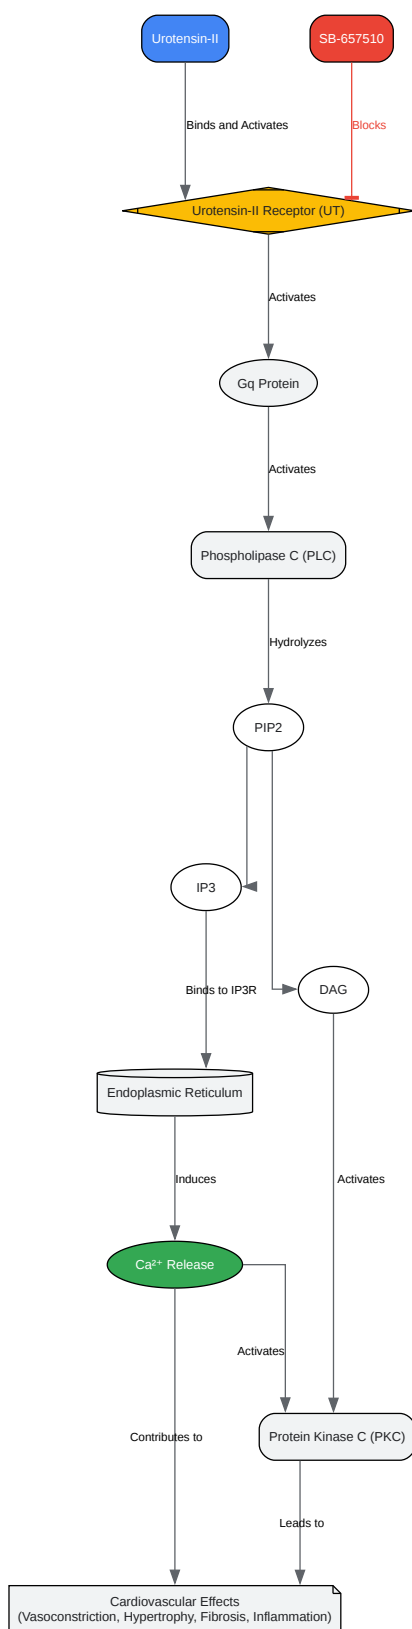 Urotensin-II
SB-657510
Binds and Activates
Blocks
Urotensin-II Receptor (UT)
Activates
Gq Protein
Activates
Phospholipase C (PLC)
Hydrolyzes
PIP2
IP3
Binds to IP3R
DAG
Endoplasmic Reticulum
Induces
Activates
Ca²⁺ Release
Activates
Protein Kinase C (PKC)
Contributes to
Leads to
Cardiovascular Effects
(Vasoconstriction, Hypertrophy, Fibrosis, Inflammation)